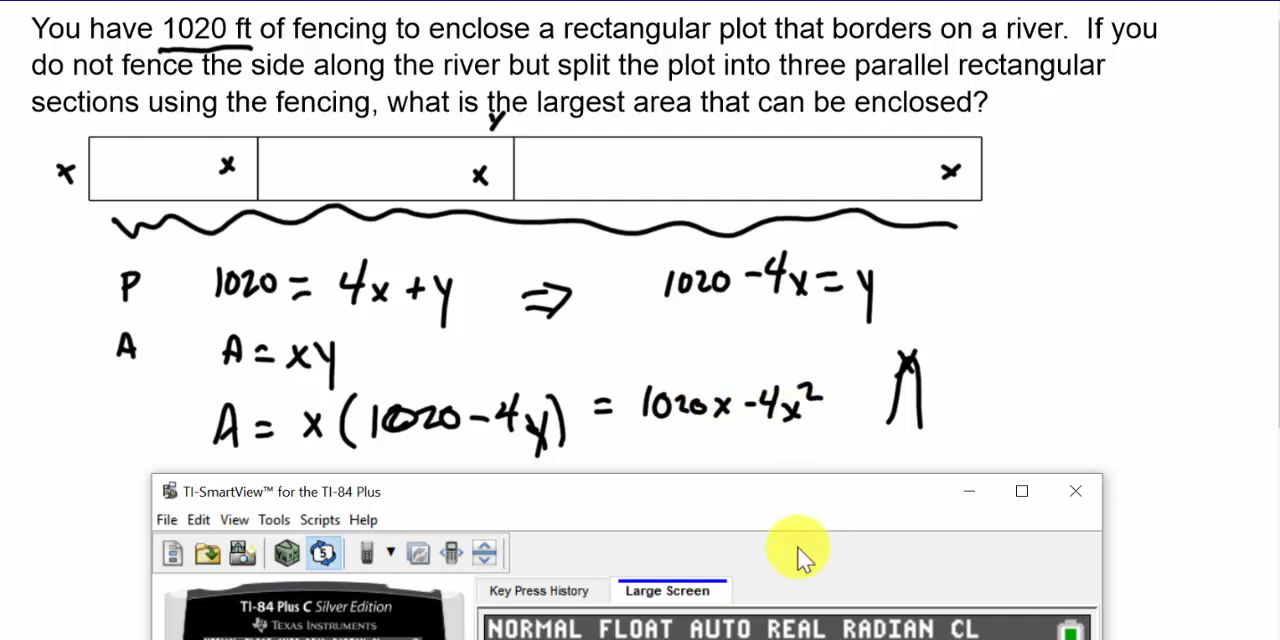 You have 1020 ft of fencing to enclose a rectangular plot that borders on a river. If you
do not fence the side along the river but split the plot into three parallel rectangular
sections using the fencing, what is the largest area that can be enclosed?
y
x x x x
P 1020 = 4x + y ⇒ 1020 - 4x = y
A A = xy
A = x(1020 - 4y) = 1020x - 4x²
TI-SmartView™ for the TI-84 Plus
File Edit View Tools Scripts Help
5
Key Press History Large Screen
TI-84 Plus C Silver Edition
TEXAS INSTRUMENTS
NORMAL FLOAT AUTO REAL RADIAN CL